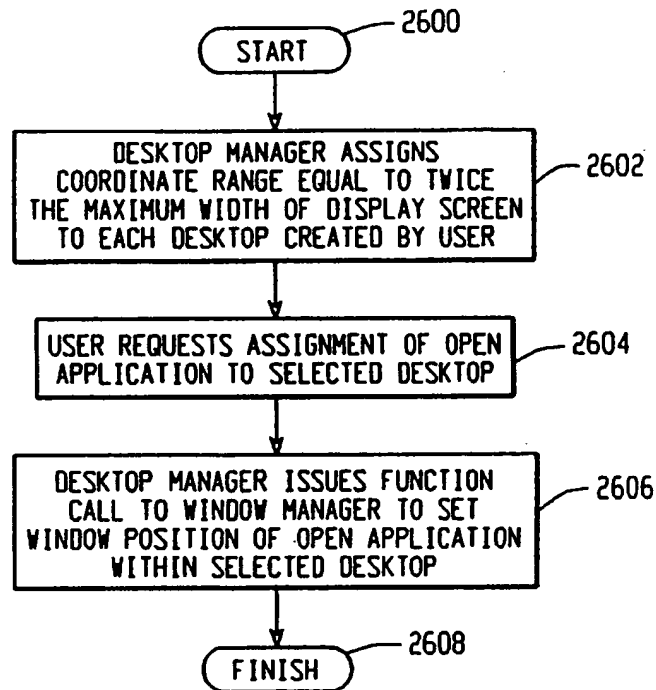 2600
START
DESKTOP MANAGER ASSIGNS
COORDINATE RANGE EQUAL TO TWICE
THE MAXIMUM WIDTH OF DISPLAY SCREEN
TO EACH DESKTOP CREATED BY USER
2602
USER REQUESTS ASSIGNMENT OF OPEN
APPLICATION TO SELECTED DESKTOP
2604
DESKTOP MANAGER ISSUES FUNCTION
CALL TO WINDOW MANAGER TO SET
WINDOW POSITION OF OPEN APPLICATION
WITHIN SELECTED DESKTOP
2606
2608
FINISH